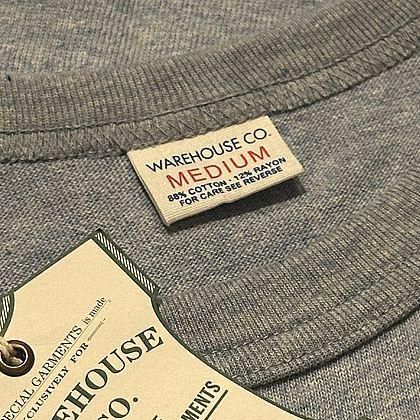 WAREHOUSE CO.
MEDIUM
88% COTTON · 12% RAYON
FOR CARE SEE REVERSE
SPECIAL GARMENTS is made
EXCLUSIVELY FOR
EHOUSE
CO.
MENTS